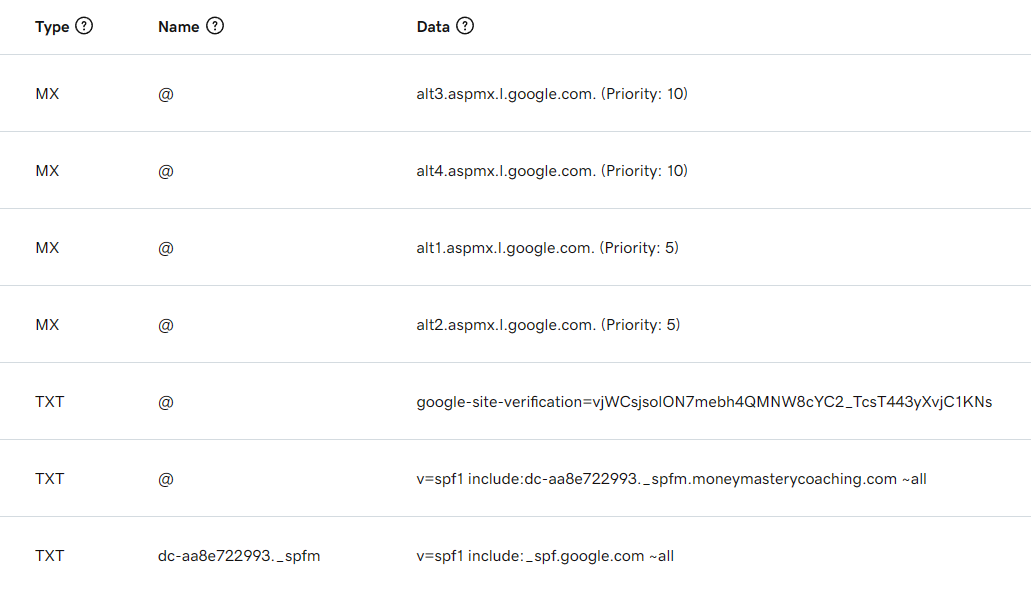 Type ? Name ? Data ?
MX @ alt3.aspmx.l.google.com. (Priority: 10)
MX @ alt4.aspmx.l.google.com. (Priority: 10)
MX @ alt1.aspmx.l.google.com. (Priority: 5)
MX @ alt2.aspmx.l.google.com. (Priority: 5)
TXT @ google-site-verification=vjWCsjsolON7mebh4QMNW8cYC2_TcsT443yXvjC1KNs
TXT @ v=spf1 include:dc-aa8e722993._spfm.moneymasterycoaching.com ~all
TXT dc-aa8e722993._spfm v=spf1 include:_spf.google.com ~all